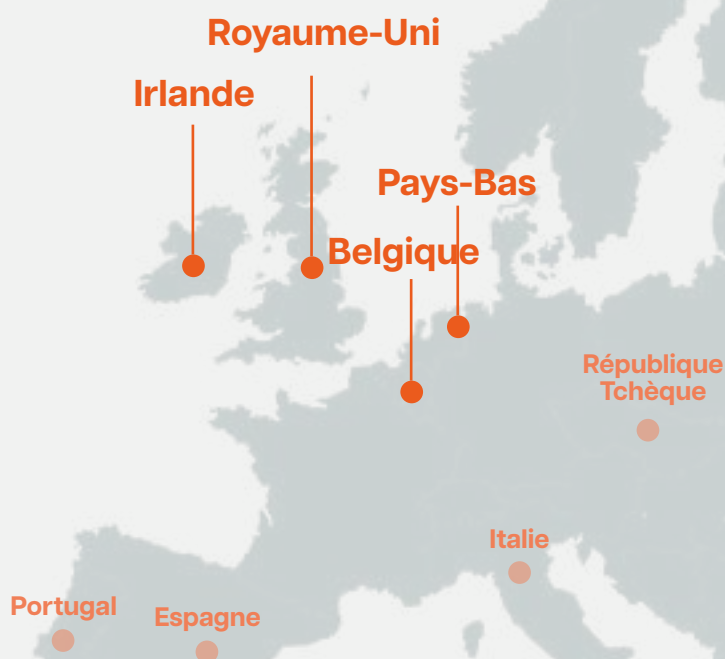 Royaume-Uni
Irlande
Pays-Bas
Belgique
République
Tchèque
Italie
Portugal
Espagne